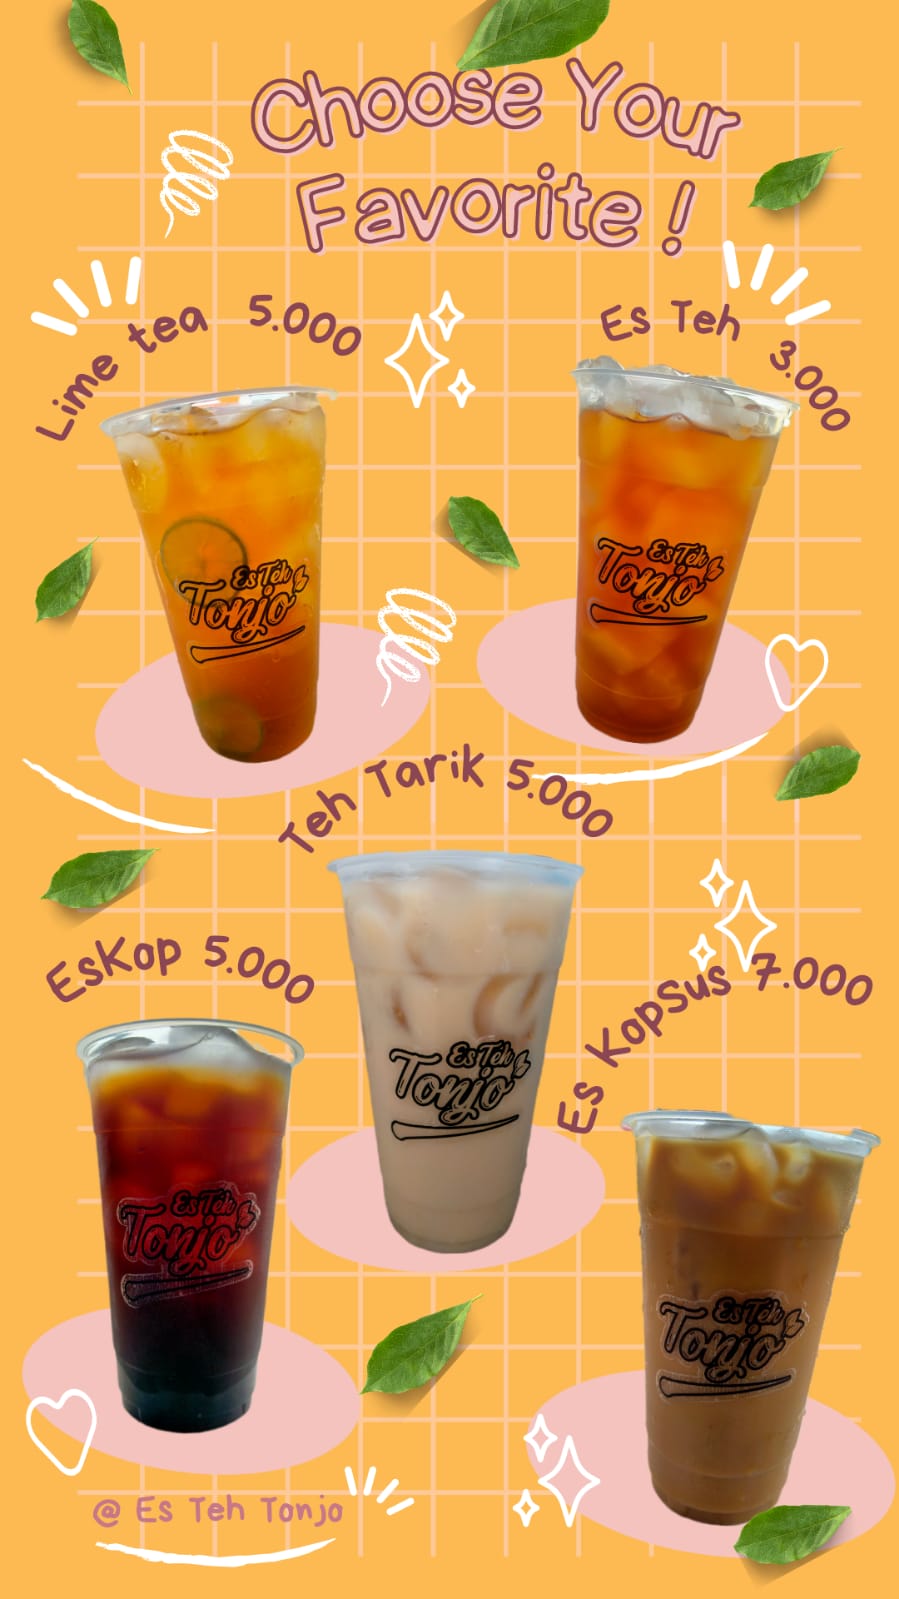 Choose Your
Favorite !
Lime tea 5.000
Es Teh 3.000
Es Teh
Tonjo
Es Teh
Tonjo
Teh Tarik 5.000
EsKop 5.000
Es KopSus 7.000
Es Teh
Tonjo
Es Teh
Tonjo
Es Teh
Tonjo
@ Es Teh Tonjo